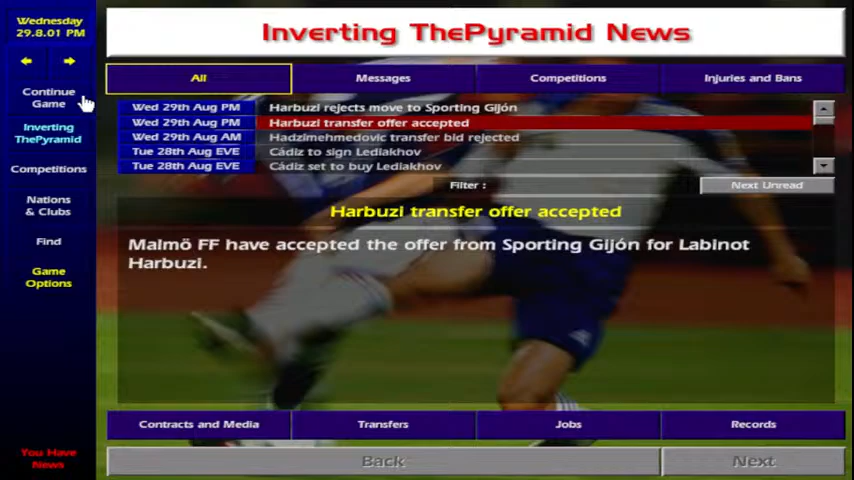 Wednesday
29.8.01 PM
Continue
Game
Inverting
ThePyramid
Competitions
Nations
& Clubs
Find
Game
Options
You Have
News
Inverting ThePyramid News
All
Messages
Competitions
Injuries and Bans
Wed 29th Aug PM Harbuzi rejects move to Sporting Gijón
Wed 29th Aug PM Harbuzi transfer offer accepted
Wed 29th Aug AM Hadzimehmedovic transfer bid rejected
Tue 28th Aug EVE Cádiz to sign Lediakhov
Tue 28th Aug EVE Cádiz set to buy Lediakhov
Filter :
Next Unread
Harbuzi transfer offer accepted
Malmö FF have accepted the offer from Sporting Gijón for Labinot
Harbuzi.
Contracts and Media
Transfers
Jobs
Records
Back
Next